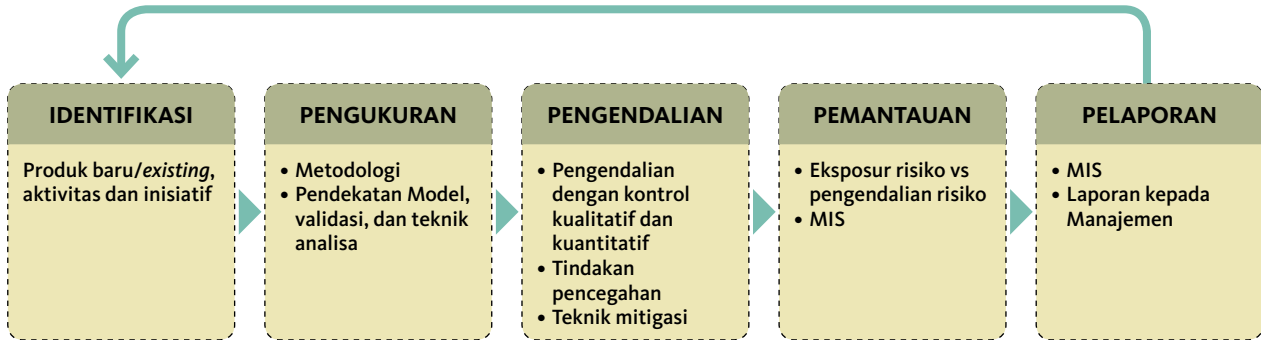 IDENTIFIKASI
Produk baru/existing,
aktivitas dan inisiatif
PENGUKURAN
• Metodologi
• Pendekatan Model,
validasi, dan teknik
analisa
PENGENDALIAN
• Pengendalian
dengan kontrol
kualitatif dan
kuantitatif
• Tindakan
pencegahan
• Teknik mitigasi
PEMANTAUAN
• Eksposur risiko vs
pengendalian risiko
• MIS
PELAPORAN
• MIS
• Laporan kepada
Manajemen